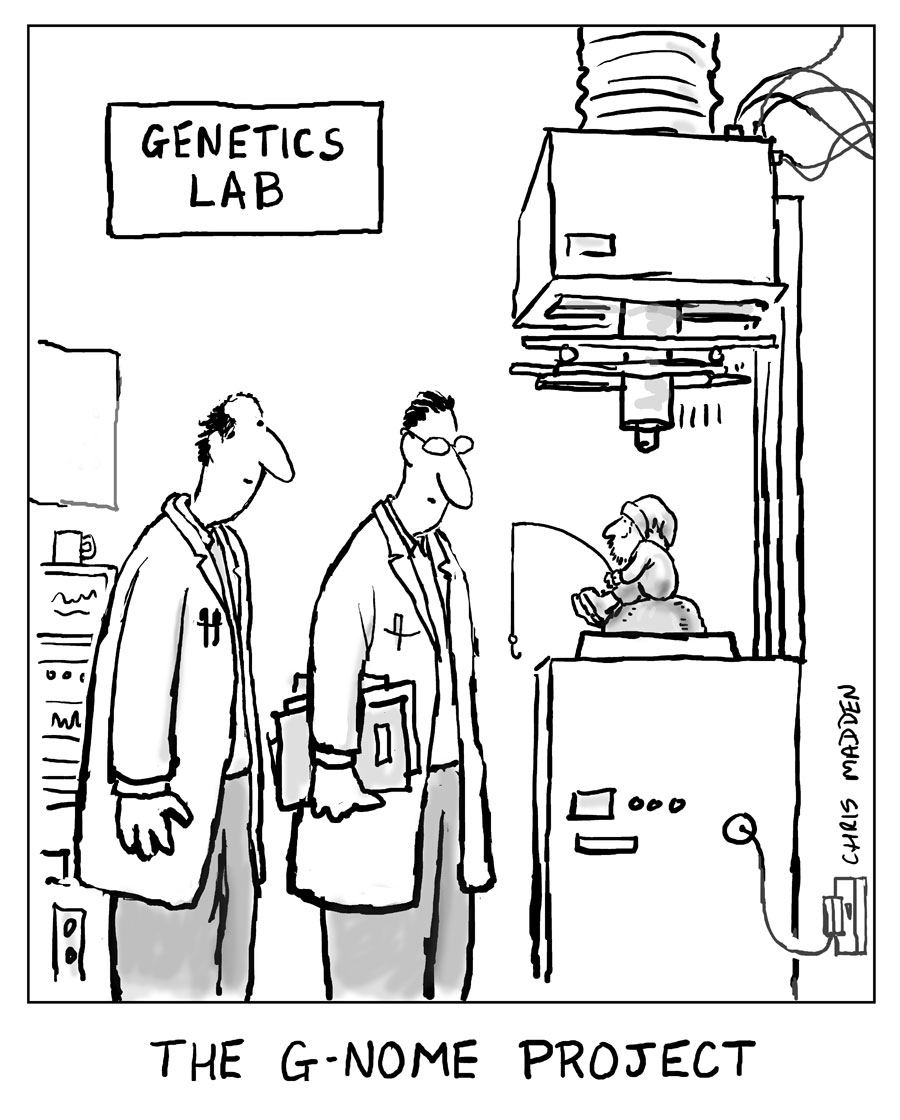 GENETICS
LAB
CHRIS MADDEN
THE G-NOME PROJECT